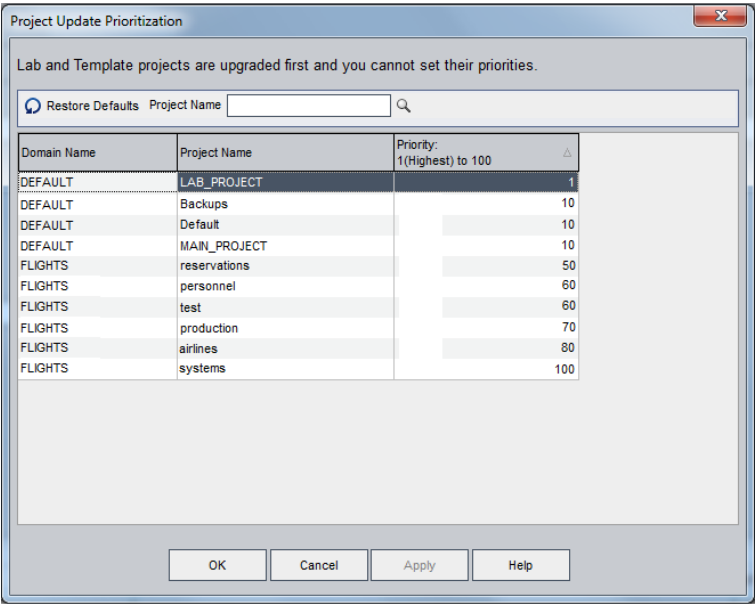 Project Update Prioritization
x
Lab and Template projects are upgraded first and you cannot set their priorities.
Restore Defaults Project Name
Domain Name Project Name Priority:
1(Highest) to 100
DEFAULT LAB_PROJECT 1
DEFAULT Backups 10
DEFAULT Default 10
DEFAULT MAIN_PROJECT 10
FLIGHTS reservations 50
FLIGHTS personnel 60
FLIGHTS test 60
FLIGHTS production 70
FLIGHTS airlines 80
FLIGHTS systems 100
OK Cancel Apply Help